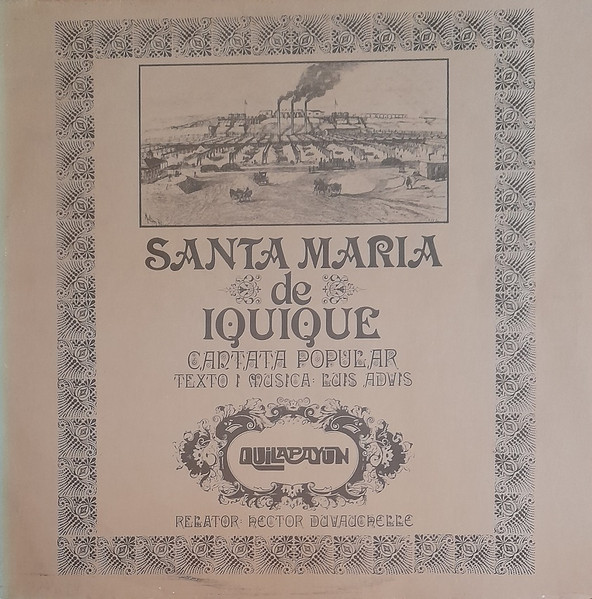 SANTA MARIA
de
IQUIQUE
CANTATA POPULAR
TEXTO I MUSICA: LUIS ADVIS
QUILAPAYUN
RELATOR: HECTOR DUVAUCHELLE